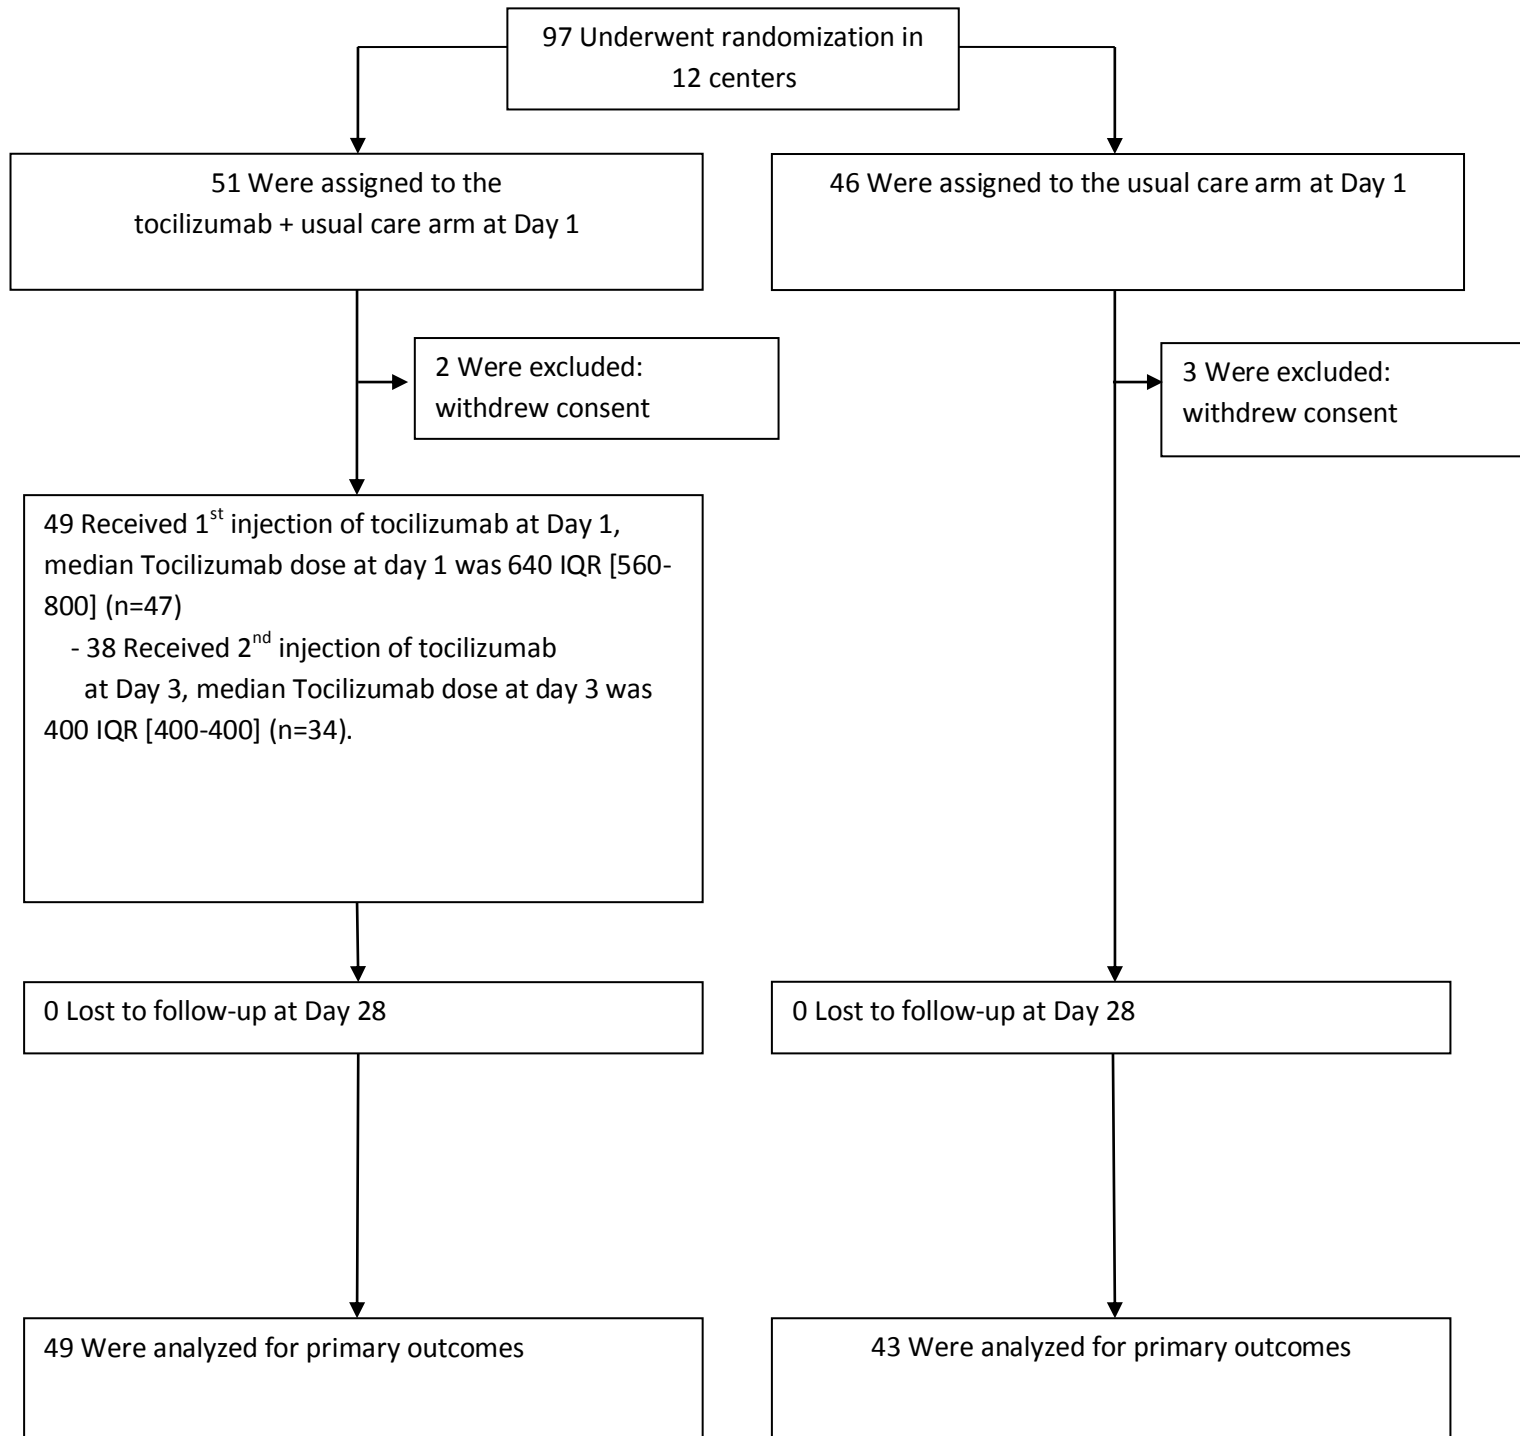 97 Underwent randomization in
12 centers
51 Were assigned to the
tocilizumab + usual care arm at Day 1
46 Were assigned to the usual care arm at Day 1
2 Were excluded:
withdrew consent
3 Were excluded:
withdrew consent
49 Received 1st injection of tocilizumab at Day 1,
median Tocilizumab dose at day 1 was 640 IQR [560-
800] (n=47)
- 38 Received 2nd injection of tocilizumab
at Day 3, median Tocilizumab dose at day 3 was
400 IQR [400-400] (n=34).
0 Lost to follow-up at Day 28
0 Lost to follow-up at Day 28
49 Were analyzed for primary outcomes
43 Were analyzed for primary outcomes